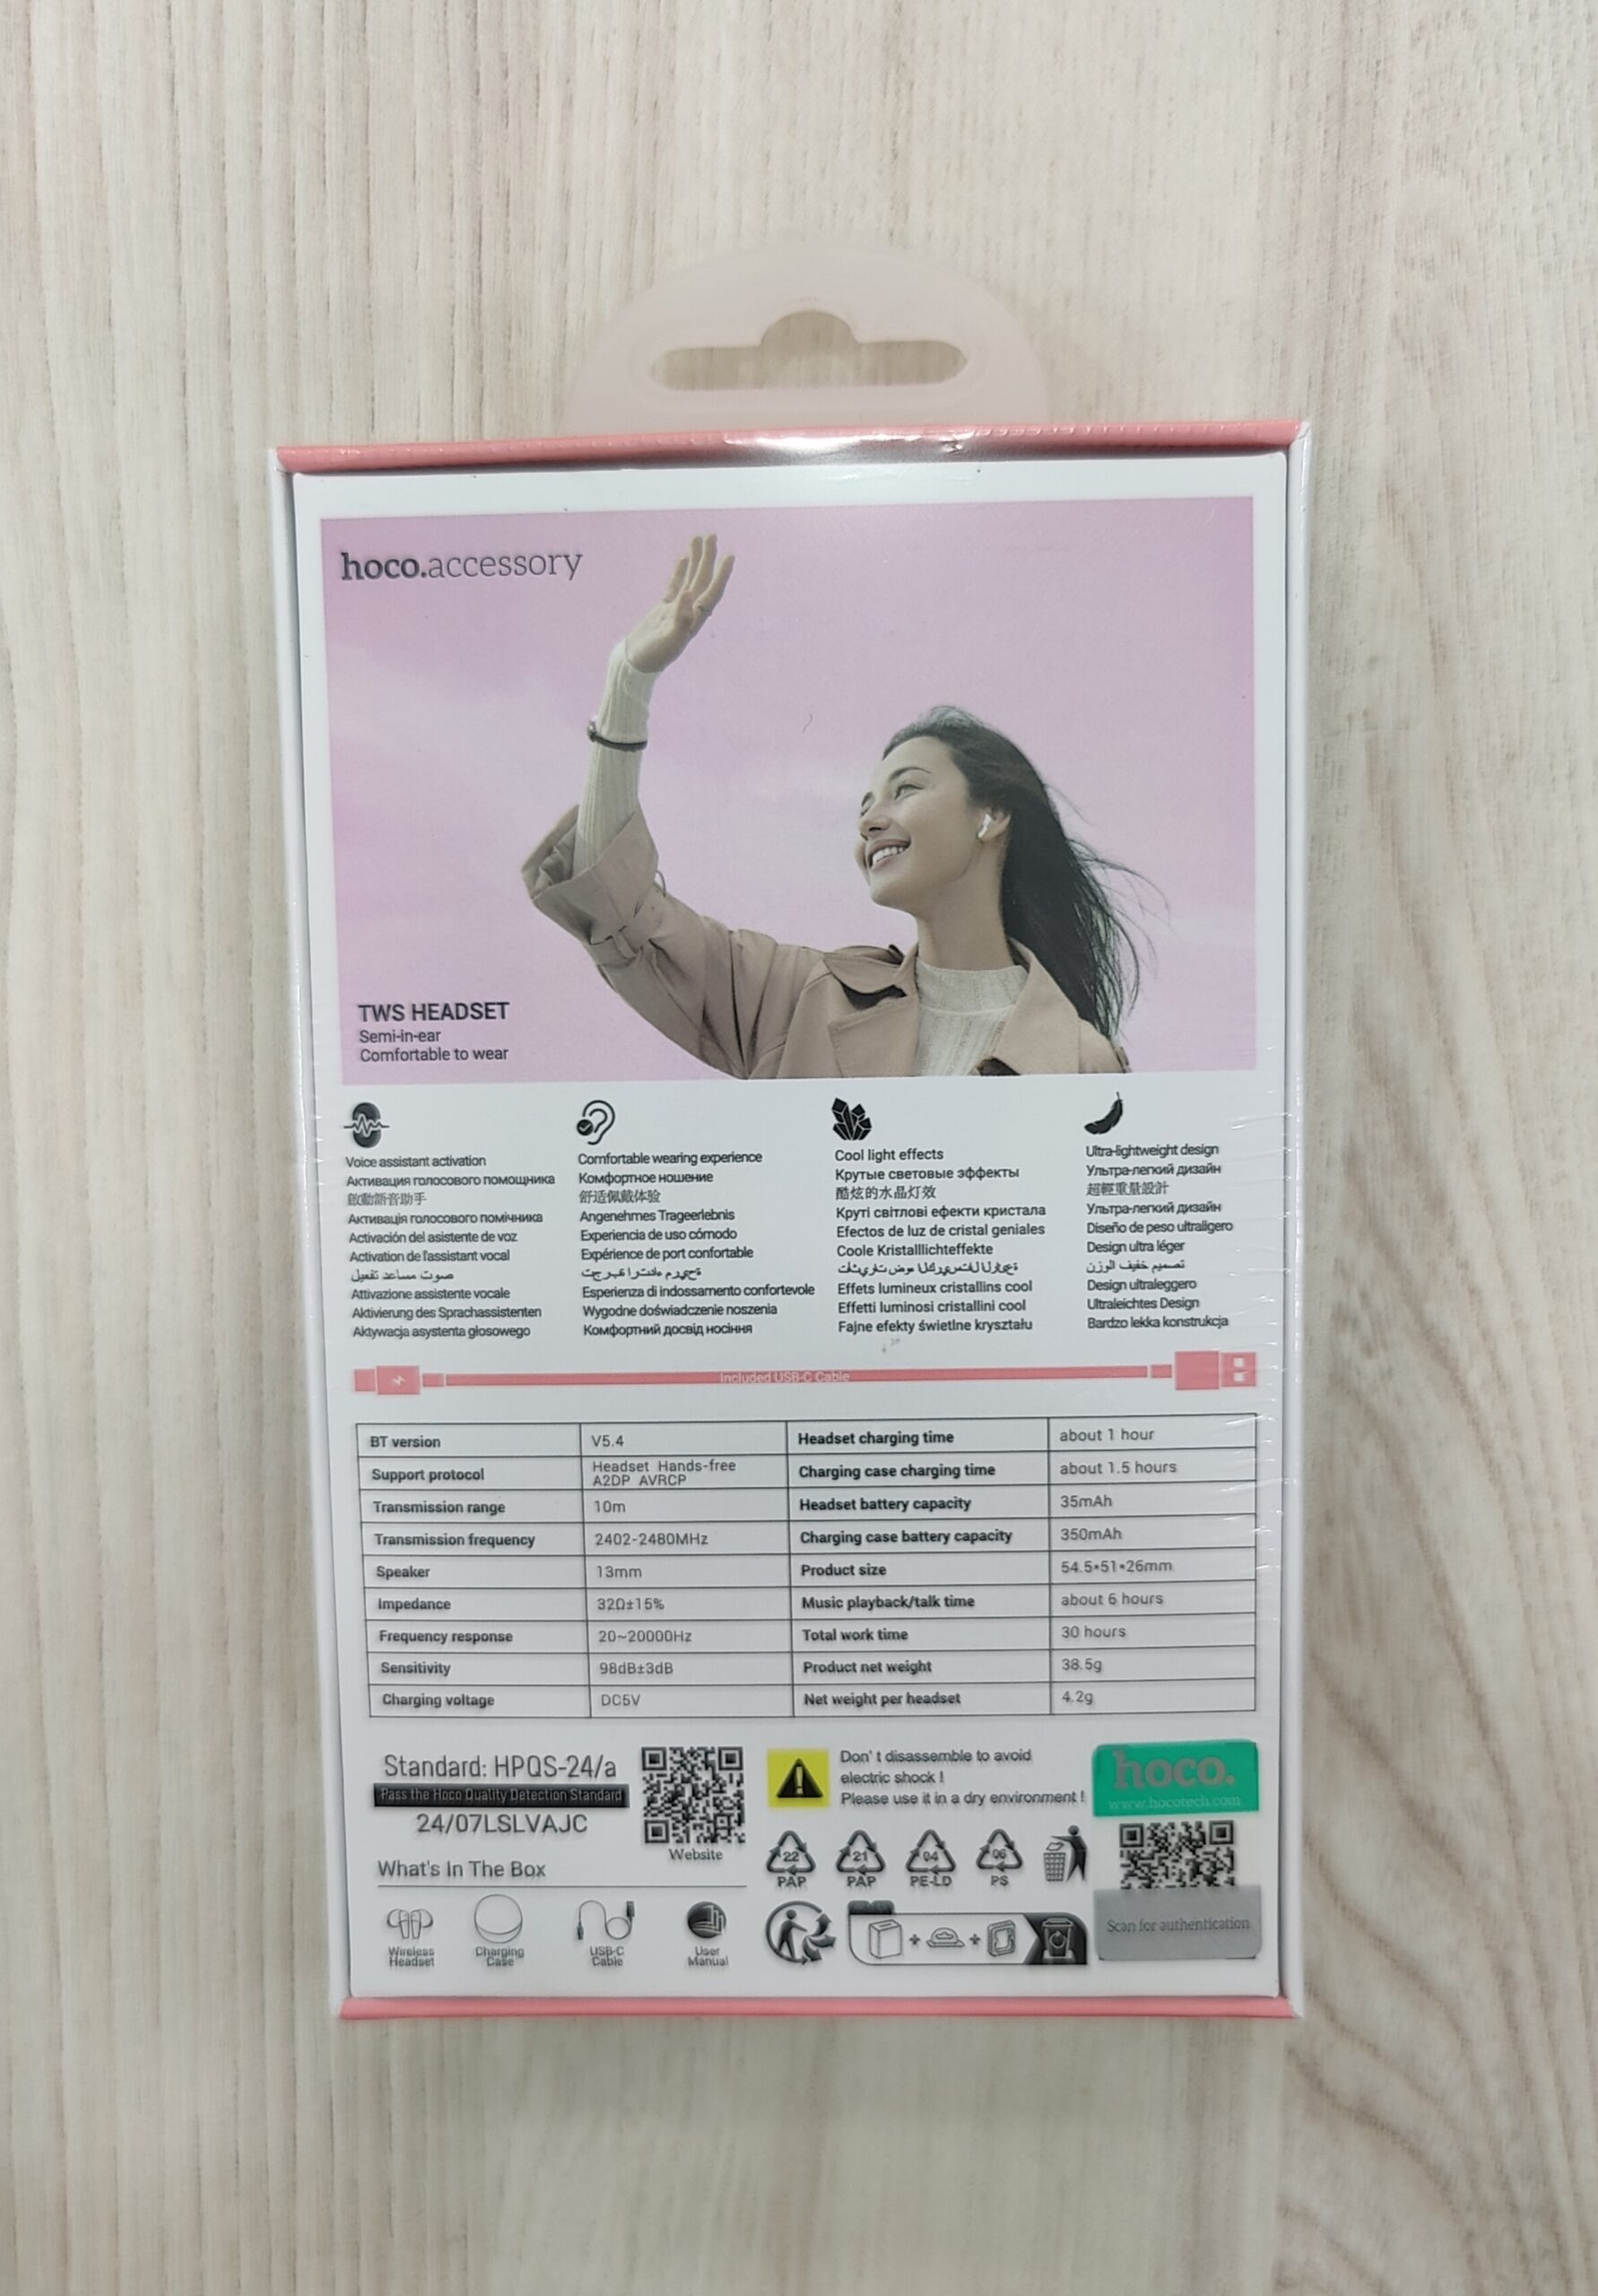 hoco.accessory
TWS HEADSET
Semi-in-ear
Comfortable to wear
Voice assistant activation
Активация голосового помощника
啟動語音助手
Активація голосового помічника
Activación del asistente de voz
Activation de l'assistant vocal
صوت مساعد تفعيل
Attivazione assistente vocale
Aktivierung des Sprachassistenten
Aktywacja asystenta głosowego
Comfortable wearing experience
Комфортное ношение
舒适佩戴体验
Angenehmes Trageerlebnis
Experiencia de uso cómodo
Expérience de port confortable
Esperienza di indossamento confortevole
Wygodne doświadczenie noszenia
Комфортний досвід носіння
Cool light effects
Крутые световые эффекты
酷炫的水晶灯效
Круті світлові ефекти кристала
Efectos de luz de cristal geniales
Coole Kristalllichteffekte
Effets lumineux cristallins cool
Effetti luminosi cristallini cool
Fajne efekty świetlne kryształu
Ultra-lightweight design
Ультра-легкий дизайн
超輕重量設計
Ультра-легкий дизайн
Diseño de peso ultraligero
Design ultra léger
تصميم خفيف الوزن
Design ultraleggero
Ultraleichtes Design
Bardzo lekka konstrukcja
Included USB-C Cable
BT version V5.4 Headset charging time about 1 hour
Support protocol Headset Hands-free A2DP AVRCP Charging case charging time about 1.5 hours
Transmission range 10m Headset battery capacity 35mAh
Transmission frequency 2402-2480MHz Charging case battery capacity 350mAh
Speaker 13mm Product size 54.5*51*26mm
Impedance 32Ω±15% Music playback/talk time about 6 hours
Frequency response 20~20000Hz Total work time 30 hours
Sensitivity 98dB±3dB Product net weight 38.5g
Charging voltage DC5V Net weight per headset 4.2g
Standard: HPQS-24/a
Pass the Hoco Quality Detection Standard
24/07LSLVAJC
Website
Don't disassemble to avoid
electric shock !
Please use it in a dry environment !
hoco.
www.hocotech.com
Scan for authentication
22 21 04 06
PAP PAP PE-LD PS
What's In The Box
Wireless Headset
Charging Case
USB-C Cable
User Manual